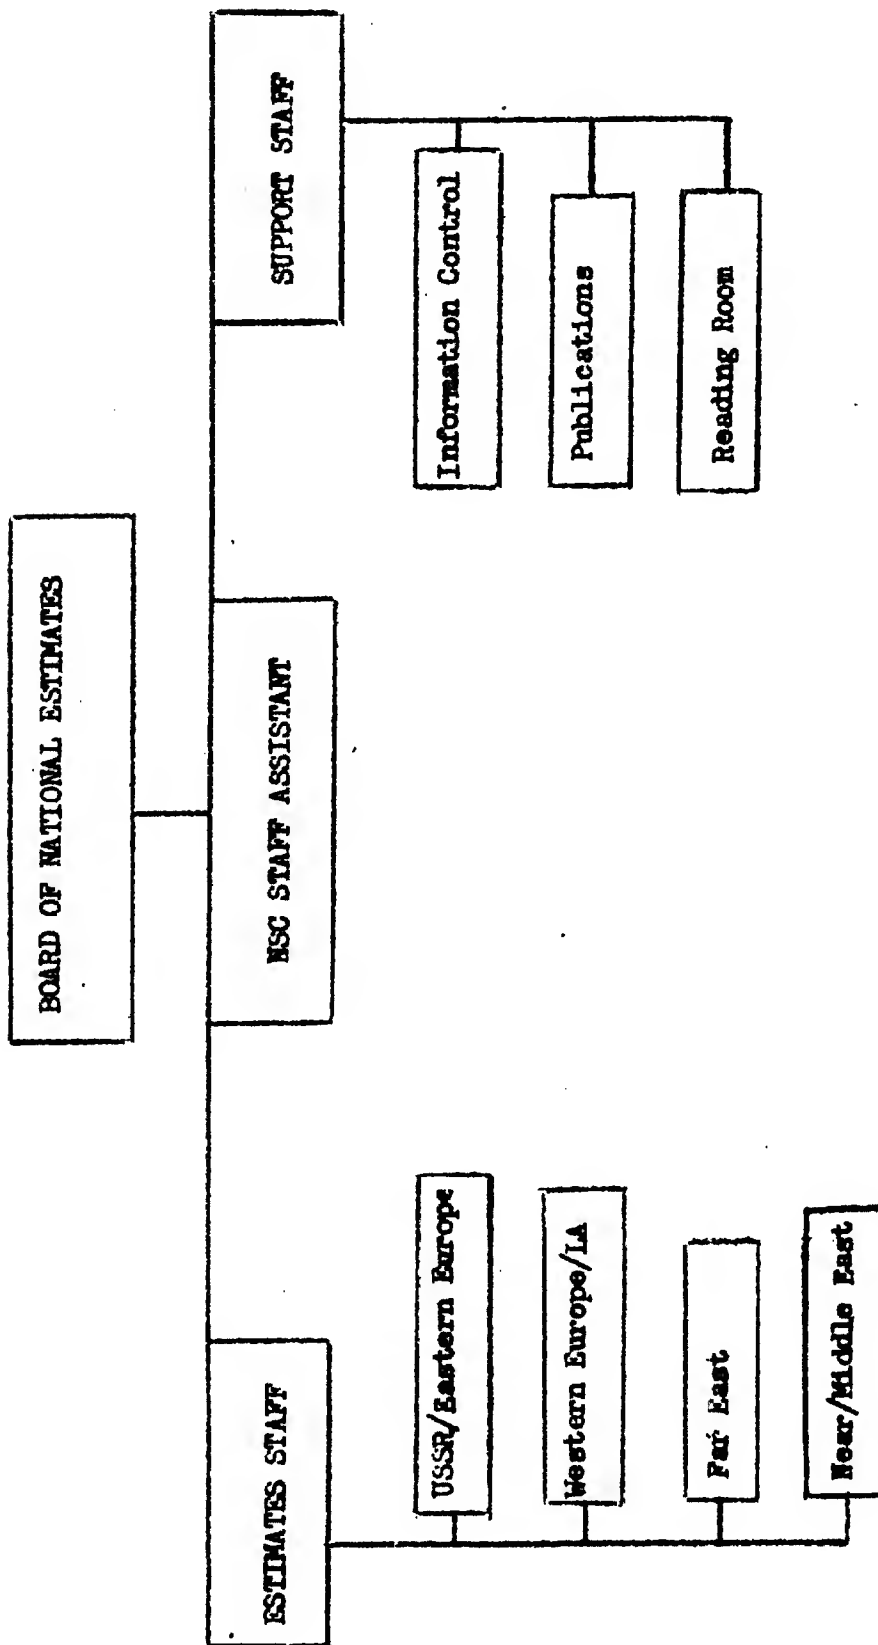 BOARD OF NATIONAL ESTIMATES
ESTIMATES STAFF
NSC STAFF ASSISTANT
SUPPORT STAFF
USSR/Eastern Europe
Western Europe/LA
Far East
Near/Middle East
Information Control
Publications
Reading Room